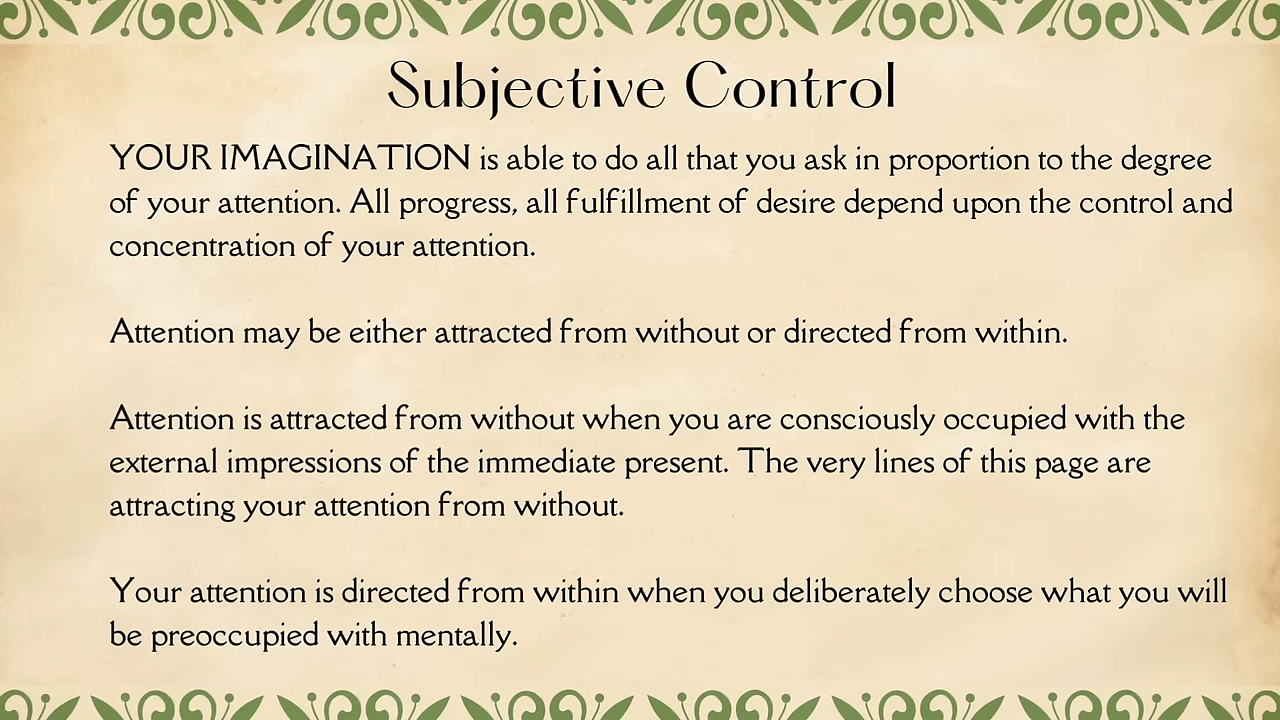 Subjective Control
YOUR IMAGINATION is able to do all that you ask in proportion to the degree
of your attention. All progress, all fulfillment of desire depend upon the control and
concentration of your attention.
Attention may be either attracted from without or directed from within.
Attention is attracted from without when you are consciously occupied with the
external impressions of the immediate present. The very lines of this page are
attracting your attention from without.
Your attention is directed from within when you deliberately choose what you will
be preoccupied with mentally.